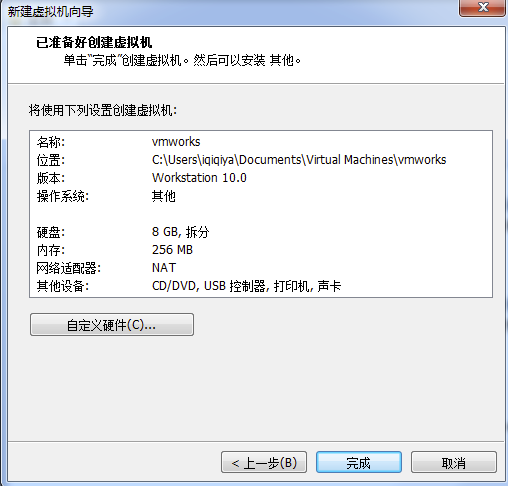 新建虚拟机向导
已准备好创建虚拟机
单击“完成”创建虚拟机。然后可以安装 其他。
将使用下列设置创建虚拟机:
名称: vmworks
位置: C:\Users\iqiqiya\Documents\Virtual Machines\vmworks
版本: Workstation 10.0
操作系统: 其他
硬盘: 8 GB, 拆分
内存: 256 MB
网络适配器: NAT
其他设备: CD/DVD, USB 控制器, 打印机, 声卡
自定义硬件(C)...
< 上一步(B) 完成 取消